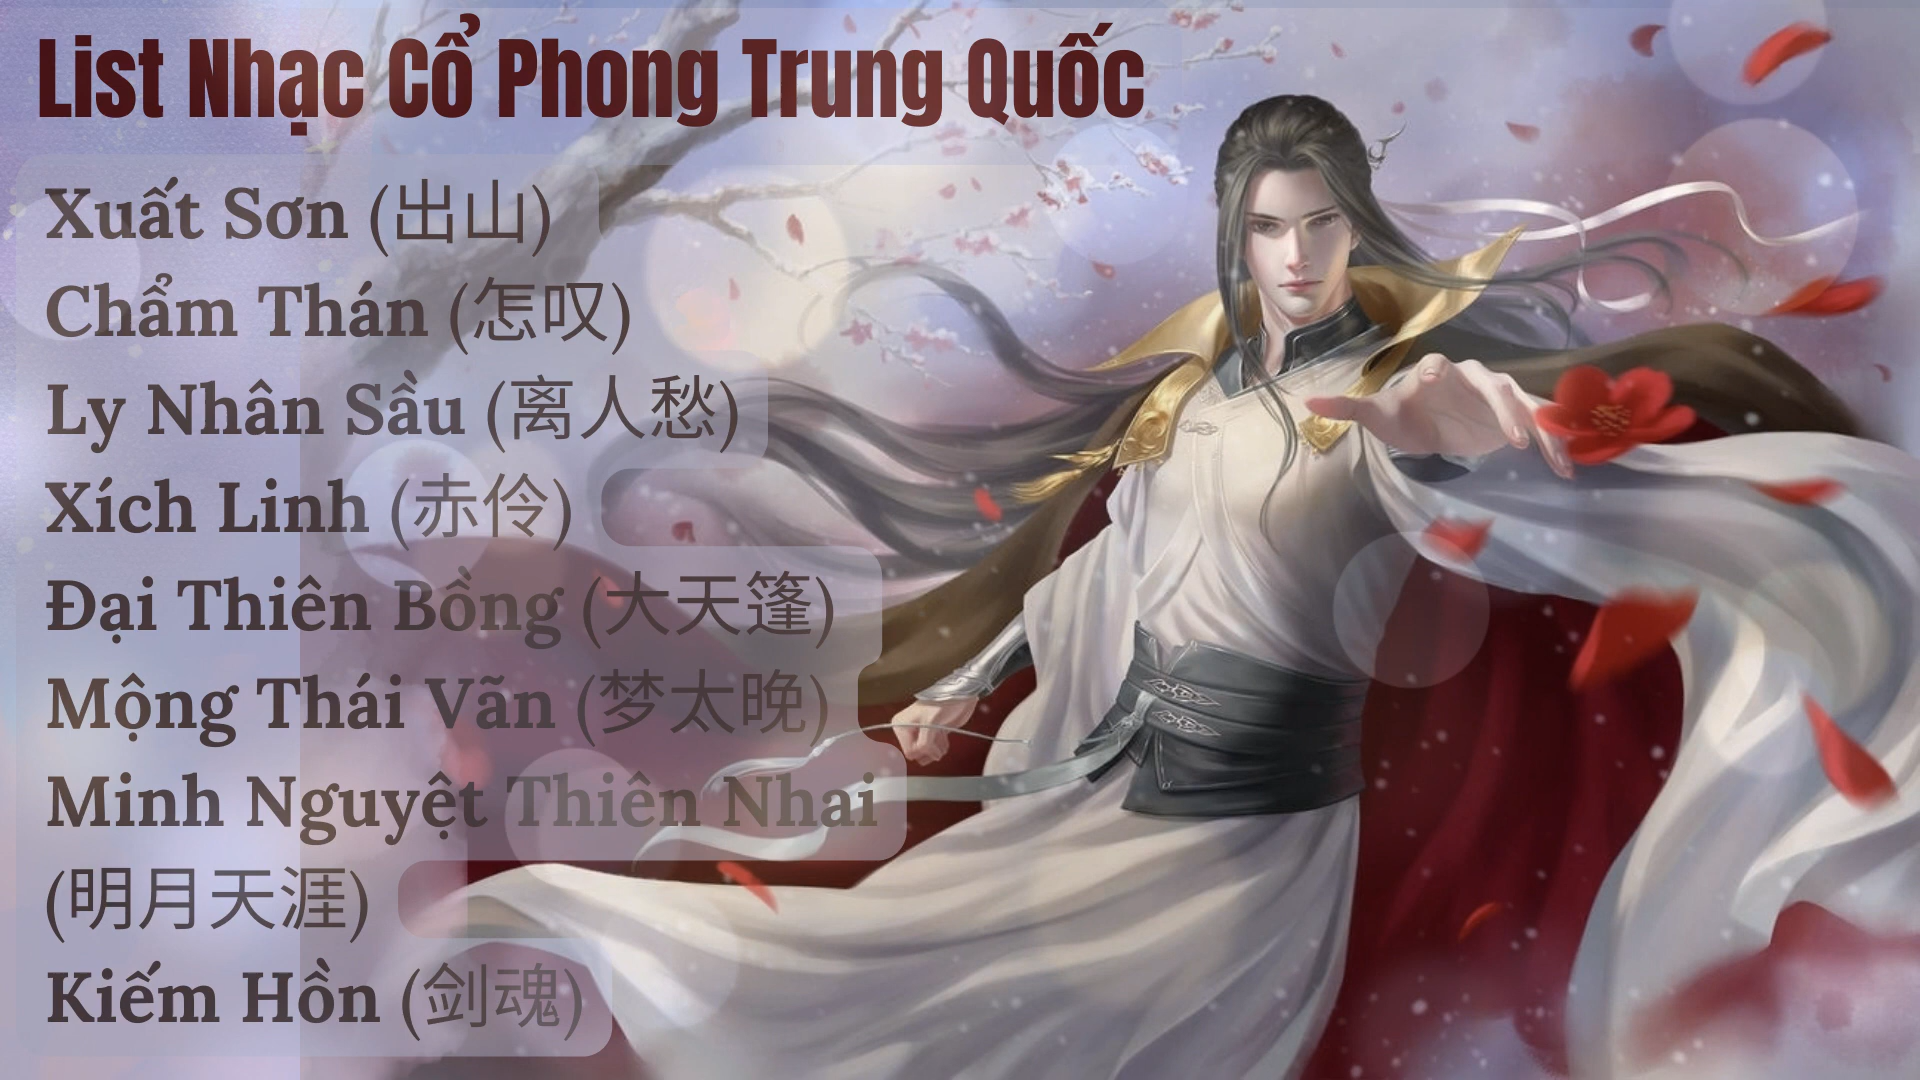 List Nhạc Cổ Phong Trung Quốc
Xuất Sơn (出山)
Chẩm Thán (怎叹)
Ly Nhân Sầu (离人愁)
Xích Linh (赤伶)
Đại Thiên Bồng (大天篷)
Mộng Thái Vãn (梦太晚)
Minh Nguyệt Thiên Nhai
(明月天涯)
Kiếm Hồn (剑魂)